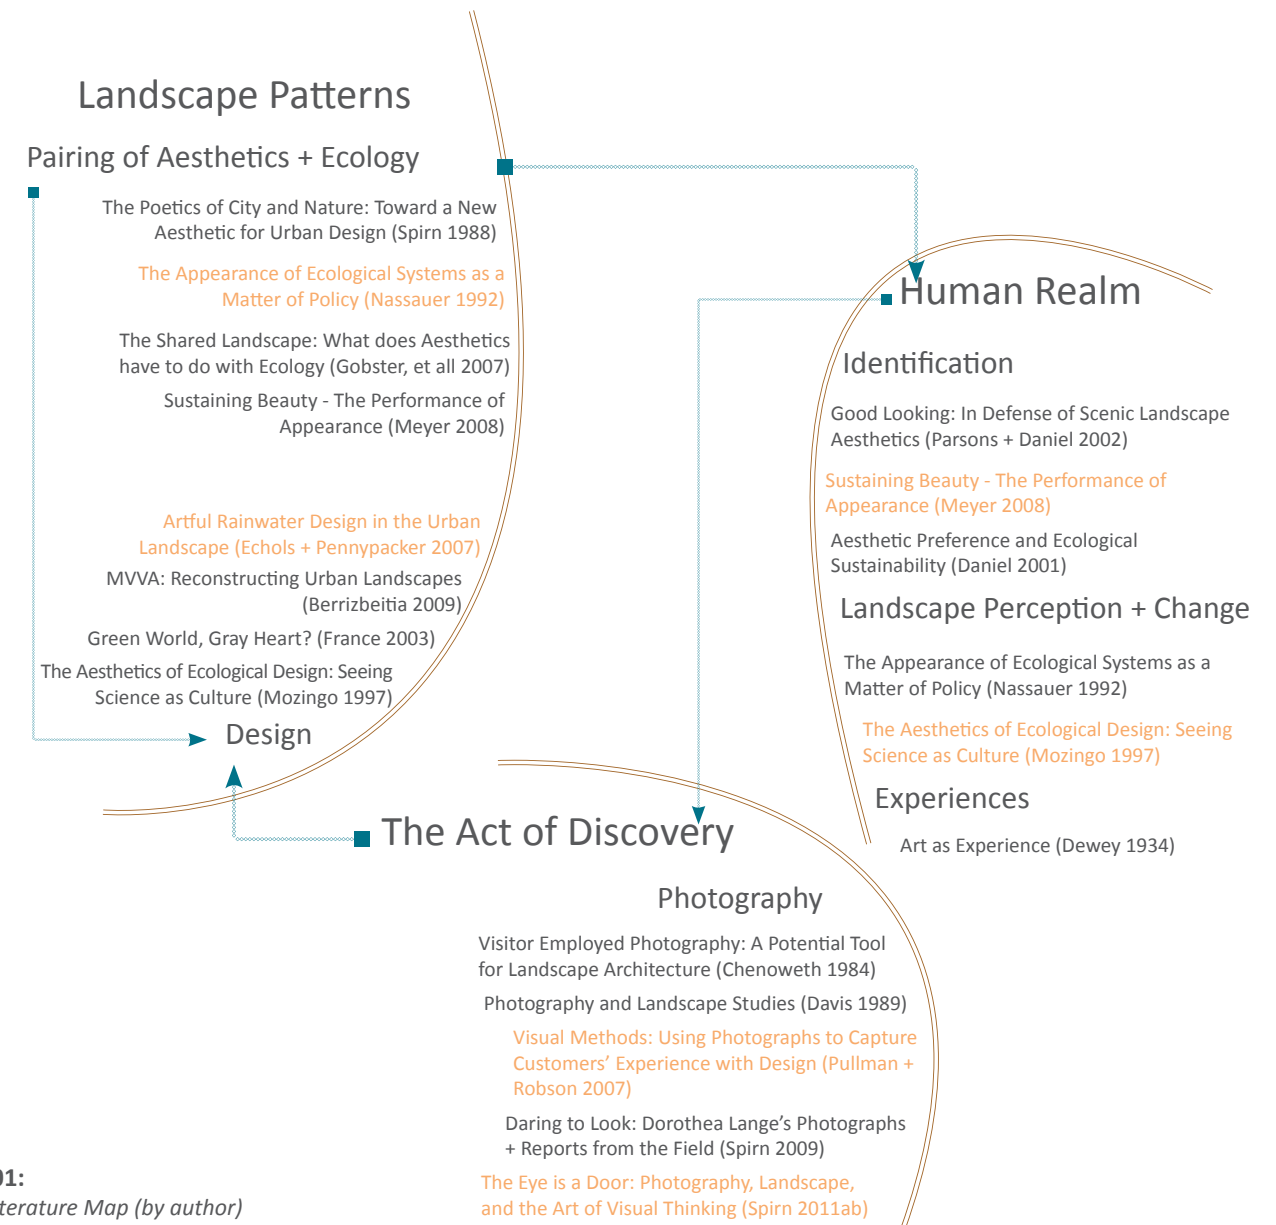 Landscape Patterns
Pairing of Aesthetics + Ecology
The Poetics of City and Nature: Toward a New
Aesthetic for Urban Design (Spirn 1988)
The Appearance of Ecological Systems as a
Matter of Policy (Nassauer 1992)
The Shared Landscape: What does Aesthetics
have to do with Ecology (Gobster, et all 2007)
Sustaining Beauty - The Performance of
Appearance (Meyer 2008)
Artful Rainwater Design in the Urban
Landscape (Echols + Pennypacker 2007)
MVVA: Reconstructing Urban Landscapes
(Berrizbeitia 2009)
Green World, Gray Heart? (France 2003)
The Aesthetics of Ecological Design: Seeing
Science as Culture (Mozingo 1997)
Design
Human Realm
Identification
Good Looking: In Defense of Scenic Landscape
Aesthetics (Parsons + Daniel 2002)
Sustaining Beauty - The Performance of
Appearance (Meyer 2008)
Aesthetic Preference and Ecological
Sustainability (Daniel 2001)
Landscape Perception + Change
The Appearance of Ecological Systems as a
Matter of Policy (Nassauer 1992)
The Aesthetics of Ecological Design: Seeing
Science as Culture (Mozingo 1997)
Experiences
Art as Experience (Dewey 1934)
The Act of Discovery
Photography
Visitor Employed Photography: A Potential Tool
for Landscape Architecture (Chenoweth 1984)
Photography and Landscape Studies (Davis 1989)
Visual Methods: Using Photographs to Capture
Customers’ Experience with Design (Pullman +
Robson 2007)
Daring to Look: Dorothea Lange’s Photographs
+ Reports from the Field (Spirn 2009)
The Eye is a Door: Photography, Landscape,
and the Art of Visual Thinking (Spirn 2011ab)
01:
terature Map (by author)